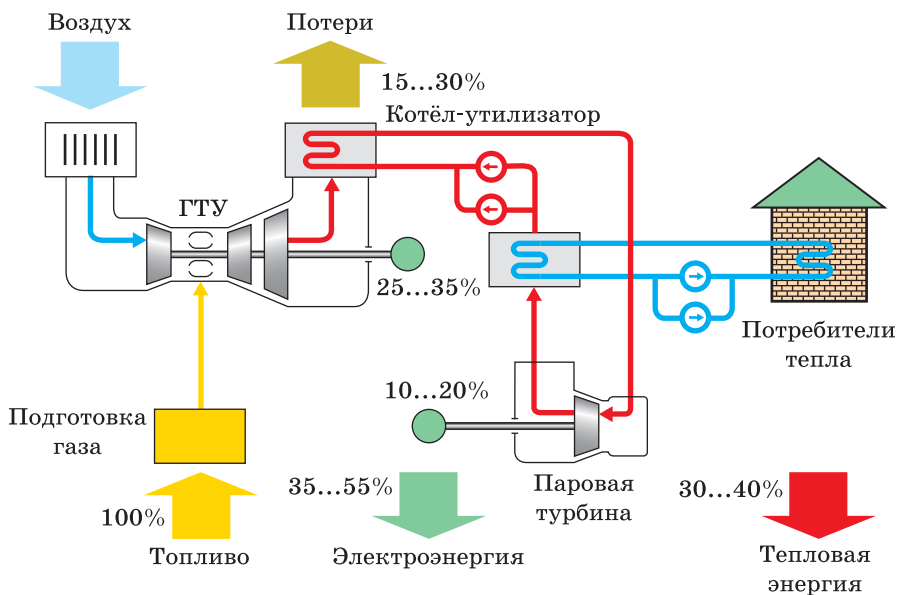 Воздух
Потери
15...30%
Котёл-утилизатор
ГТУ
25...35%
Потребители
тепла
10...20%
Подготовка
газа
35...55%
Паровая
турбина
30...40%
100%
Топливо
Электроэнергия
Тепловая
энергия